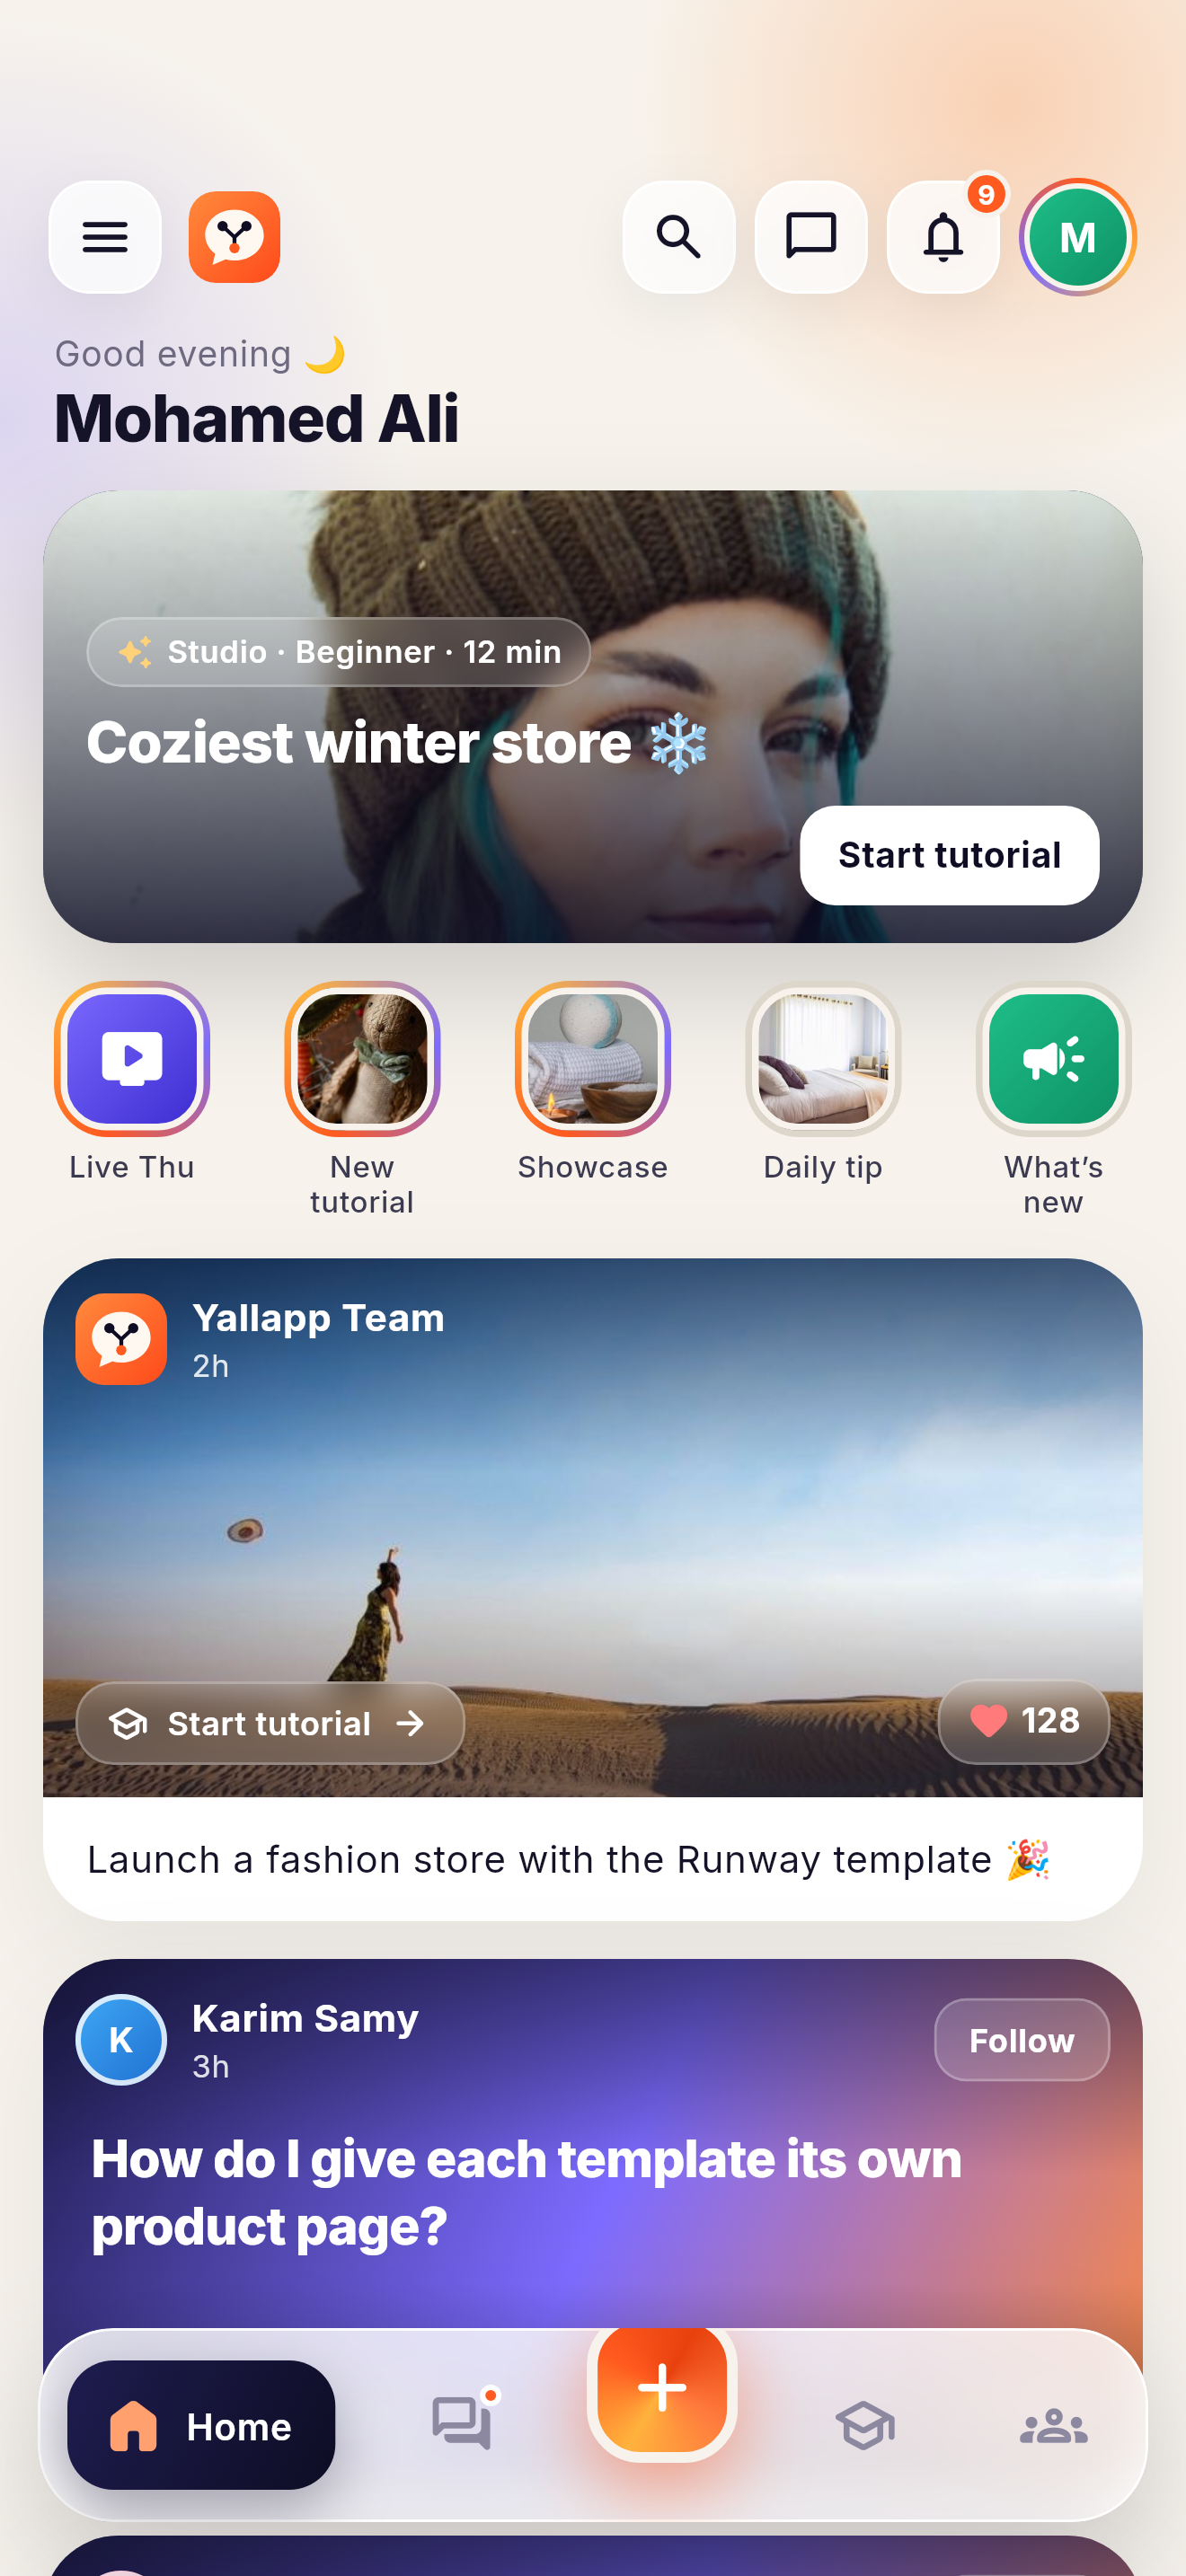 9
M
Good evening 🌙
Mohamed Ali
Studio · Beginner · 12 min
Coziest winter store ❄️
Start tutorial
Live Thu
New
tutorial
Showcase
Daily tip
What’s
new
Yallapp Team
2h
Start tutorial →
128
Launch a fashion store with the Runway template 🎉
K
Karim Samy
3h
Follow
How do I give each template its own
product page?
Home